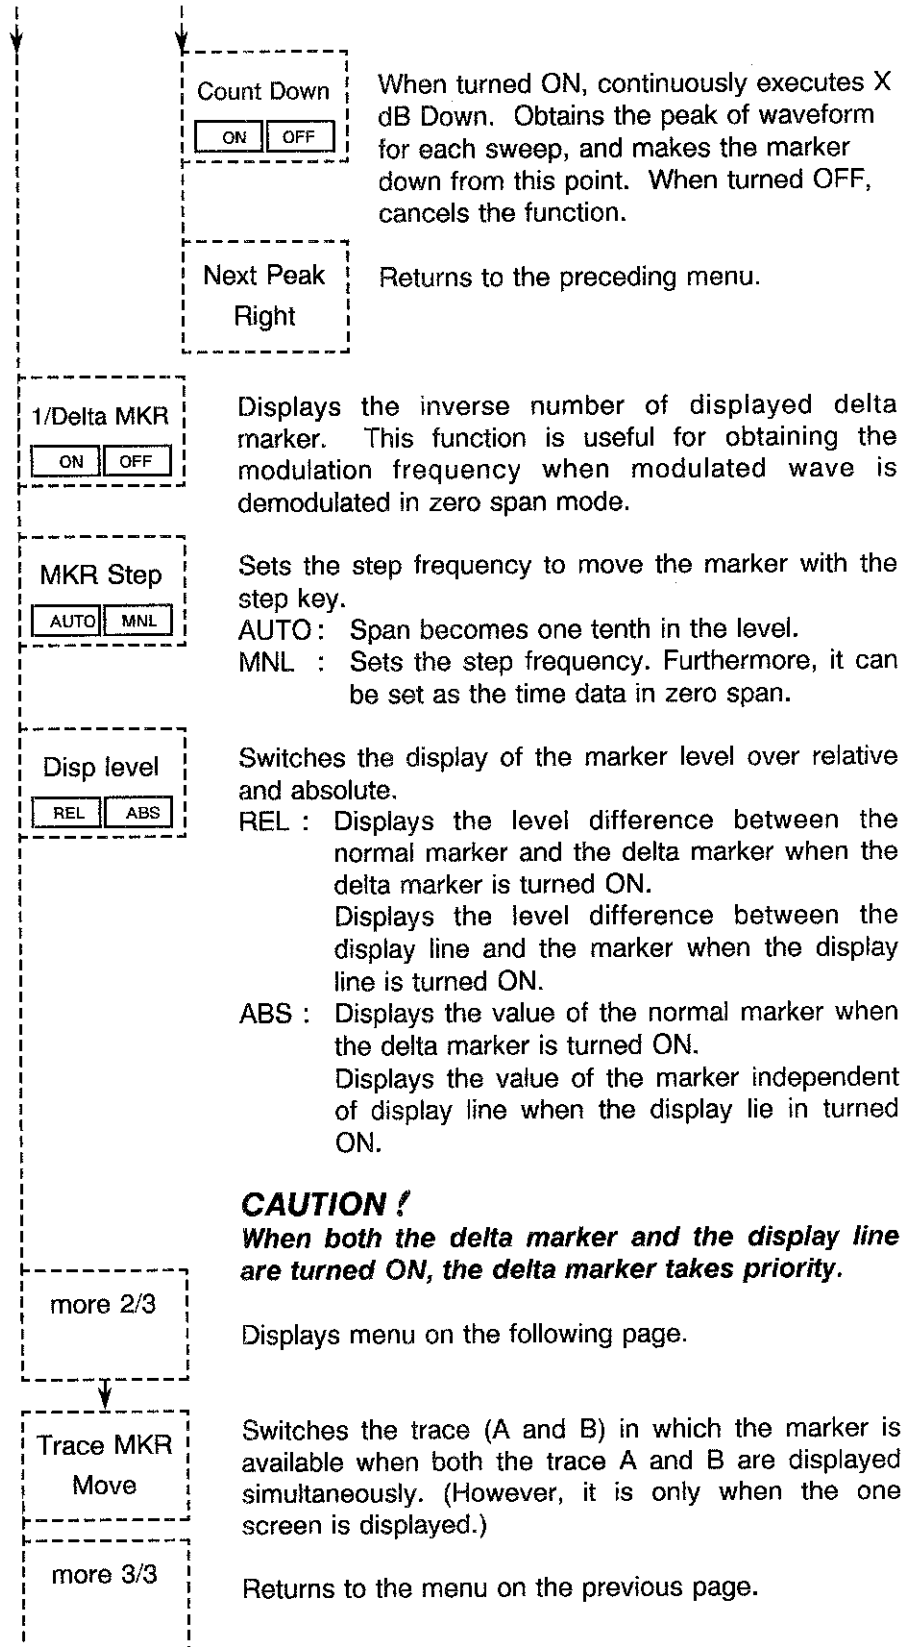 Count Down
ON OFF
When turned ON, continuously executes X
dB Down. Obtains the peak of waveform
for each sweep, and makes the marker
down from this point. When turned OFF,
cancels the function.
Next Peak
Right
Returns to the preceding menu.
1/Delta MKR
ON OFF
Displays the inverse number of displayed delta
marker. This function is useful for obtaining the
modulation frequency when modulated wave is
demodulated in zero span mode.
MKR Step
AUTO MNL
Sets the step frequency to move the marker with the
step key.
AUTO : Span becomes one tenth in the level.
MNL : Sets the step frequency. Furthermore, it can
be set as the time data in zero span.
Disp level
REL ABS
Switches the display of the marker level over relative
and absolute.
REL : Displays the level difference between the
normal marker and the delta marker when the
delta marker is turned ON.
Displays the level difference between the
display line and the marker when the display
line is turned ON.
ABS : Displays the value of the normal marker when
the delta marker is turned ON.
Displays the value of the marker independent
of display line when the display lie in turned
ON.
CAUTION !
When both the delta marker and the display line
are turned ON, the delta marker takes priority.
more 2/3
Displays menu on the following page.
Trace MKR
Move
Switches the trace (A and B) in which the marker is
available when both the trace A and B are displayed
simultaneously. (However, it is only when the one
screen is displayed.)
more 3/3
Returns to the menu on the previous page.